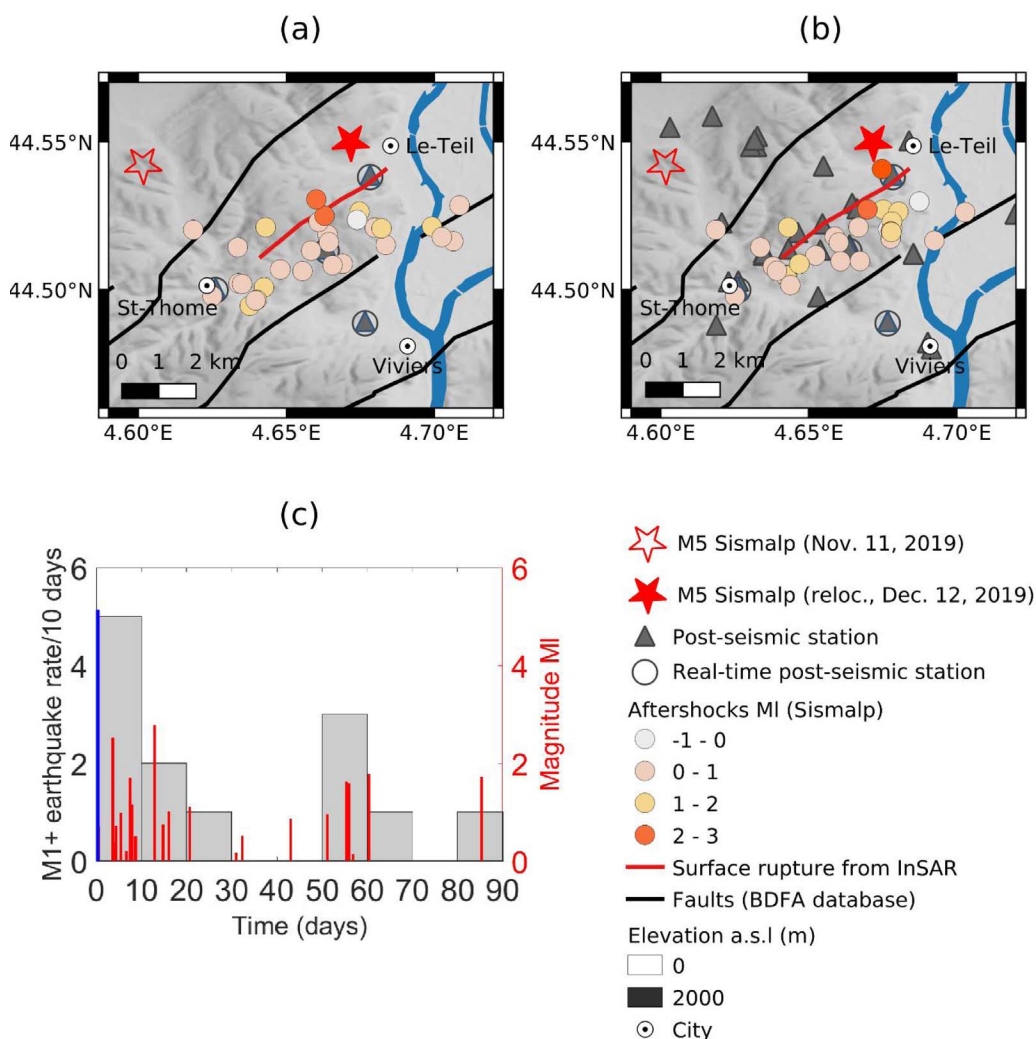 (a)
(b)
44.55°N
Le-Teil
44.50°N
St-Thome
0 1 2 km
Viviers
4.60°E 4.65°E 4.70°E
44.55°N
Le-Teil
44.50°N
St-Thome
0 1 2 km
Viviers
4.60°E 4.65°E 4.70°E
(c)
M1+ earthquake rate/10 days
6
4
2
0
6
4
2
0
Magnitude Ml
0 10 20 30 40 50 60 70 80 90
Time (days)
M5 Sismalp (Nov. 11, 2019)
M5 Sismalp (reloc., Dec. 12, 2019)
Post-seismic station
Real-time post-seismic station
Aftershocks Ml (Sismalp)
-1 - 0
0 - 1
1 - 2
2 - 3
Surface rupture from InSAR
Faults (BDFA database)
Elevation a.s.l (m)
0
2000
City